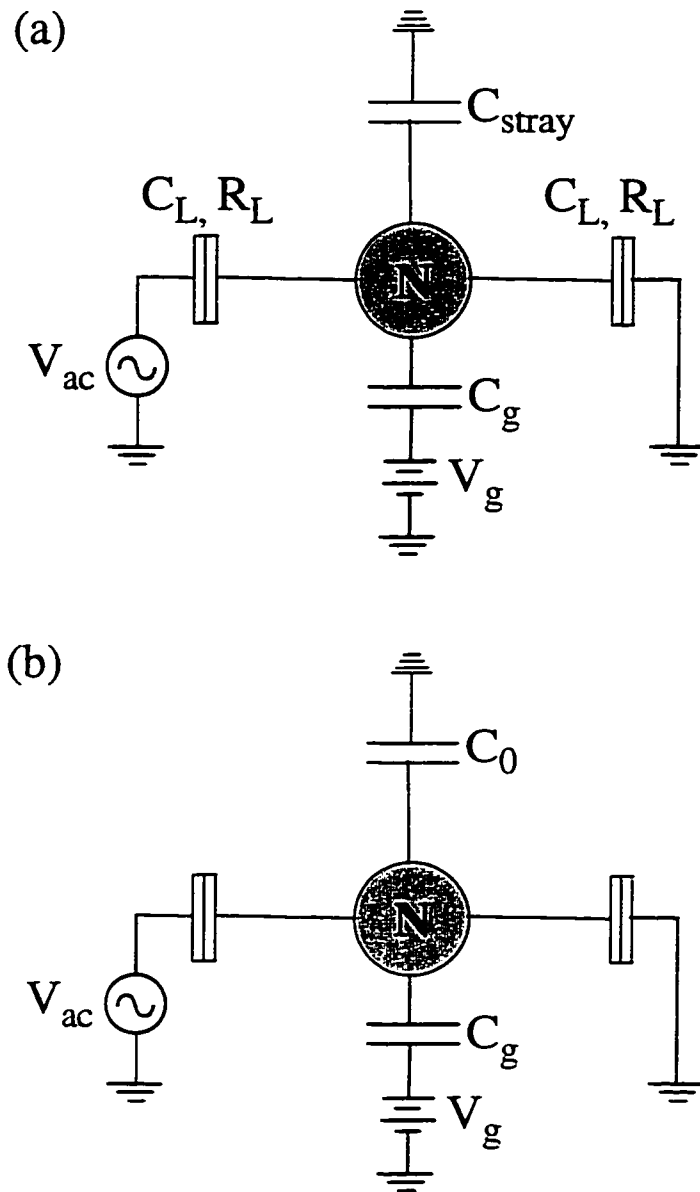 (a)
C_stray
C_L, R_L
C_L, R_L
N
V_ac
C_g
V_g
(b)
C_0
N
V_ac
C_g
V_g